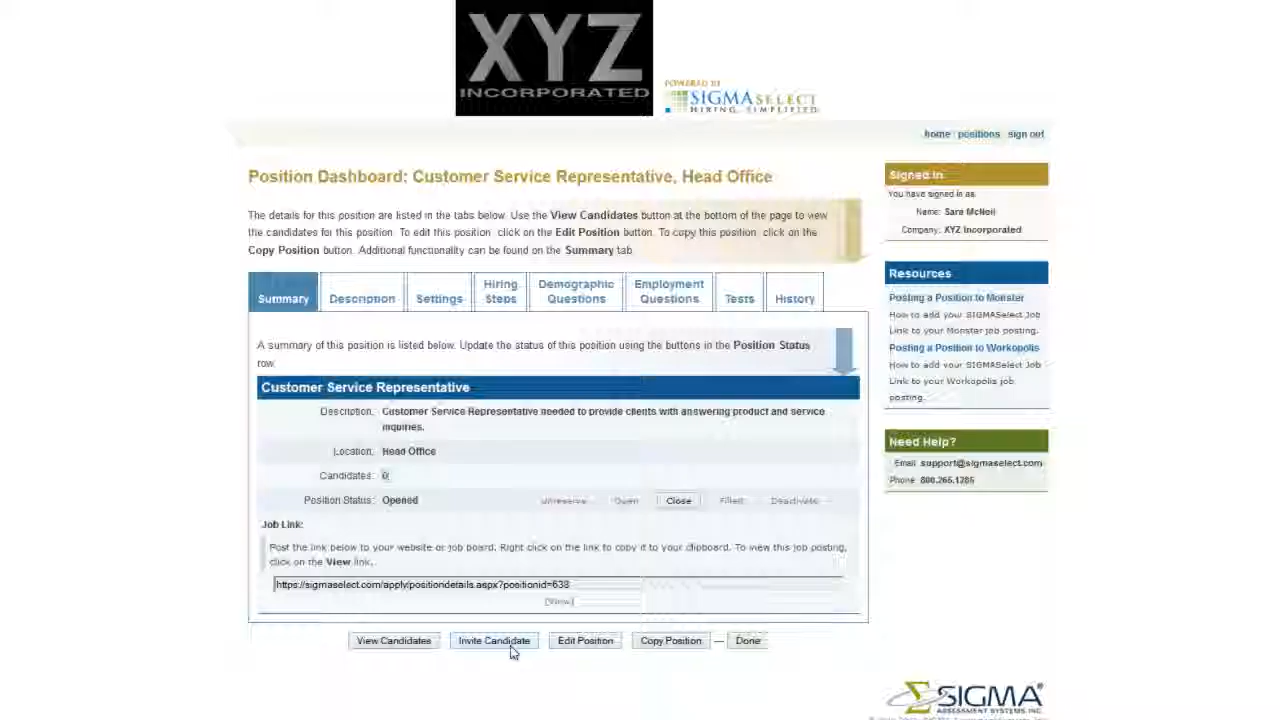 XYZ
INCORPORATED
POWERED BY
SIGMASELECT
HIRING, SIMPLIFIED
home positions sign out
Position Dashboard: Customer Service Representative, Head Office
The details for this position are listed in the tabs below. Use the View Candidates button at the bottom of the page to view
the candidates for this position. To edit this position click on the Edit Position button. To copy this position click on the
Copy Position button. Additional functionality can be found on the Summary tab.
Summary
Description
Settings
Hiring
Steps
Demographic
Questions
Employment
Questions
Tests
History
A summary of this position is listed below. Update the status of this position using the buttons in the Position Status
row.
Customer Service Representative
Description: Customer Service Representative needed to provide clients with answering product and service
inquiries.
Location: Head Office
Candidates: 0
Position Status: Opened Unreserve Open Close Filled Deactivate
Job Link:
Post the link below to your website or job board. Right click on the link to copy it to your clipboard. To view this job posting,
click on the View link.
https://sigmaselect.com/apply/positiondetails.aspx?positionid=638
[View]
View Candidates Invite Candidate Edit Position Copy Position — Done
Signed In
You have signed in as:
Name: Sara McNeil
Company: XYZ Incorporated
Resources
Posting a Position to Monster
How to add your SIGMASelect Job
Link to your Monster job posting.
Posting a Position to Workopolis
How to add your SIGMASelect Job
Link to your Workopolis job
posting.
Need Help?
Email support@sigmaselect.com
Phone 800.265.1285
SIGMA®
ASSESSMENT SYSTEMS, INC.